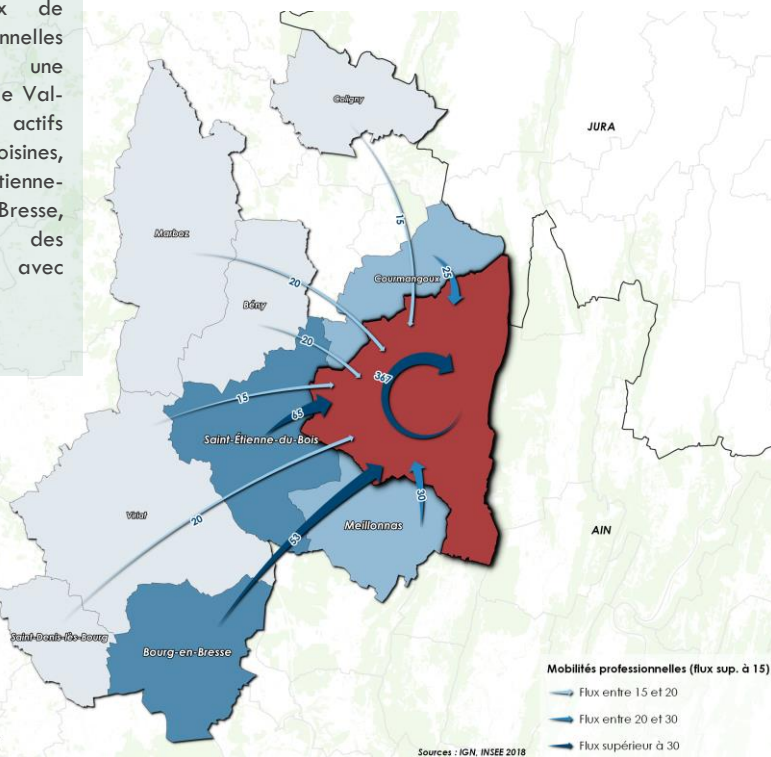 x de
nnelles
une
e Val-
actifs
oisines,
tienne-
Bresse,
des
avec
Coligny
JURA
15
Marboz
Courmangoux
25
20
Bény
20
367
15
65
Saint-Étienne-du-Bois
30
Viriat
20
Meillonnas
53
AIN
Saint-Denis-lès-Bourg
Bourg-en-Bresse
Mobilités professionnelles (flux sup. à 15)
Flux entre 15 et 20
Flux entre 20 et 30
Flux supérieur à 30
Sources : IGN, INSEE 2018